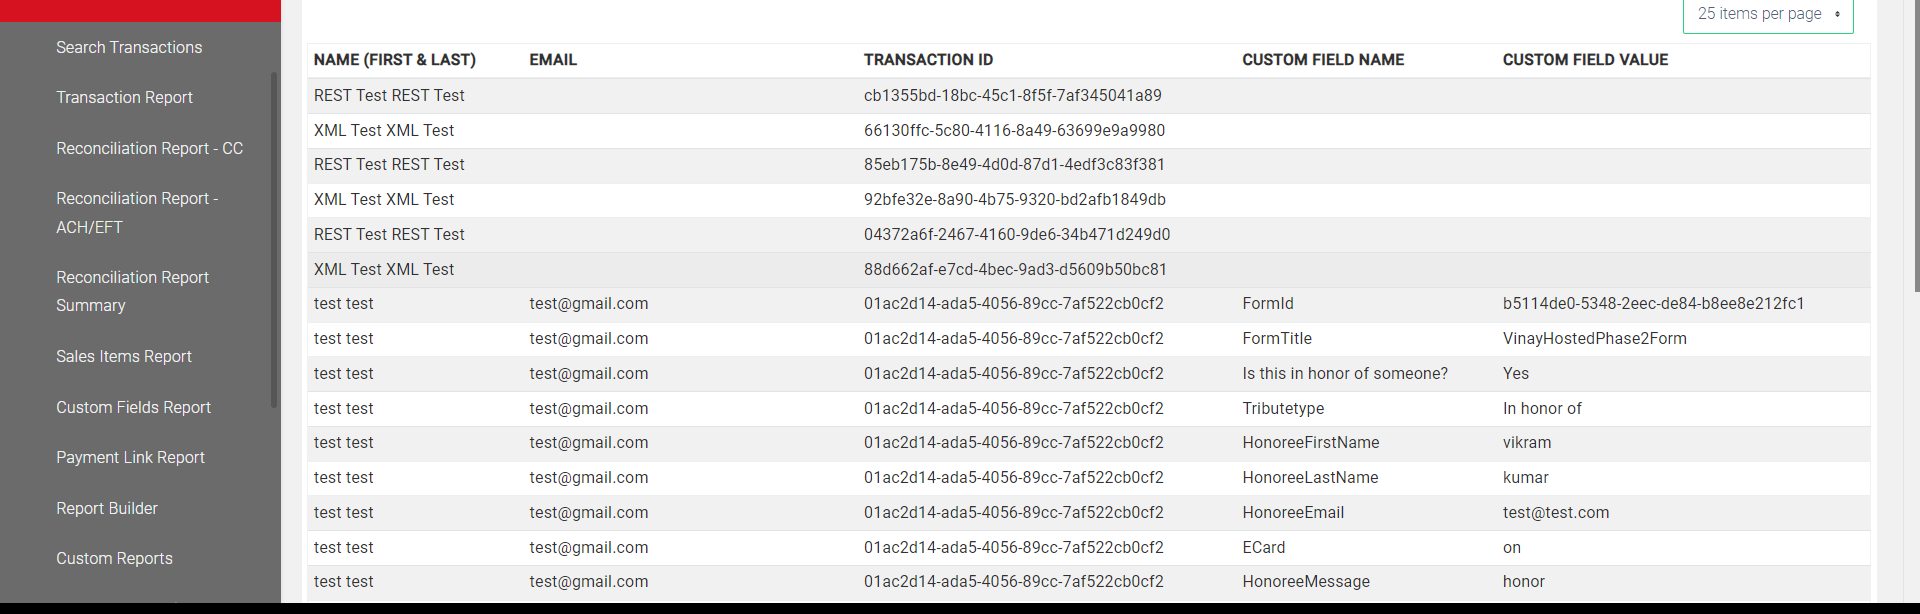 25 items per page
Search Transactions
Transaction Report
Reconciliation Report - CC
Reconciliation Report -
ACH/EFT
Reconciliation Report
Summary
Sales Items Report
Custom Fields Report
Payment Link Report
Report Builder
Custom Reports
NAME (FIRST & LAST) EMAIL TRANSACTION ID CUSTOM FIELD NAME CUSTOM FIELD VALUE
REST Test REST Test cb1355bd-18bc-45c1-8f5f-7af345041a89
XML Test XML Test 66130ffc-5c80-4116-8a49-63699e9a9980
REST Test REST Test 85eb175b-8e49-4d0d-87d1-4edf3c83f381
XML Test XML Test 92bfe32e-8a90-4b75-9320-bd2afb1849db
REST Test REST Test 04372a6f-2467-4160-9de6-34b471d249d0
XML Test XML Test 88d662af-e7cd-4bec-9ad3-d5609b50bc81
test test test@gmail.com 01ac2d14-ada5-4056-89cc-7af522cb0cf2 FormId b5114de0-5348-2eec-de84-b8ee8e212fc1
test test test@gmail.com 01ac2d14-ada5-4056-89cc-7af522cb0cf2 FormTitle VinayHostedPhase2Form
test test test@gmail.com 01ac2d14-ada5-4056-89cc-7af522cb0cf2 Is this in honor of someone? Yes
test test test@gmail.com 01ac2d14-ada5-4056-89cc-7af522cb0cf2 Tributetype In honor of
test test test@gmail.com 01ac2d14-ada5-4056-89cc-7af522cb0cf2 HonoreeFirstName vikram
test test test@gmail.com 01ac2d14-ada5-4056-89cc-7af522cb0cf2 HonoreeLastName kumar
test test test@gmail.com 01ac2d14-ada5-4056-89cc-7af522cb0cf2 HonoreeEmail test@test.com
test test test@gmail.com 01ac2d14-ada5-4056-89cc-7af522cb0cf2 ECard on
test test test@gmail.com 01ac2d14-ada5-4056-89cc-7af522cb0cf2 HonoreeMessage honor